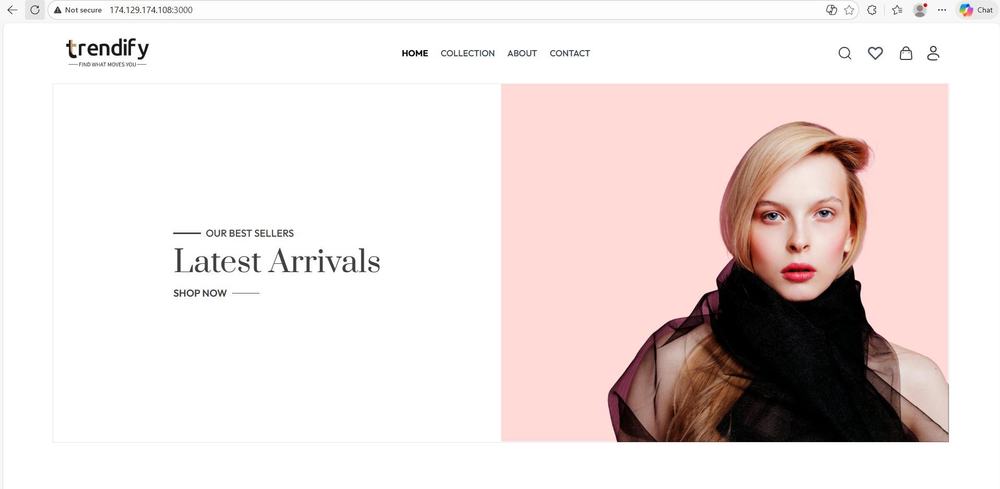 Not secure 174.129.174.108:3000
Chat
trendify
FIND WHAT MOVES YOU
HOME COLLECTION ABOUT CONTACT
OUR BEST SELLERS
Latest Arrivals
SHOP NOW